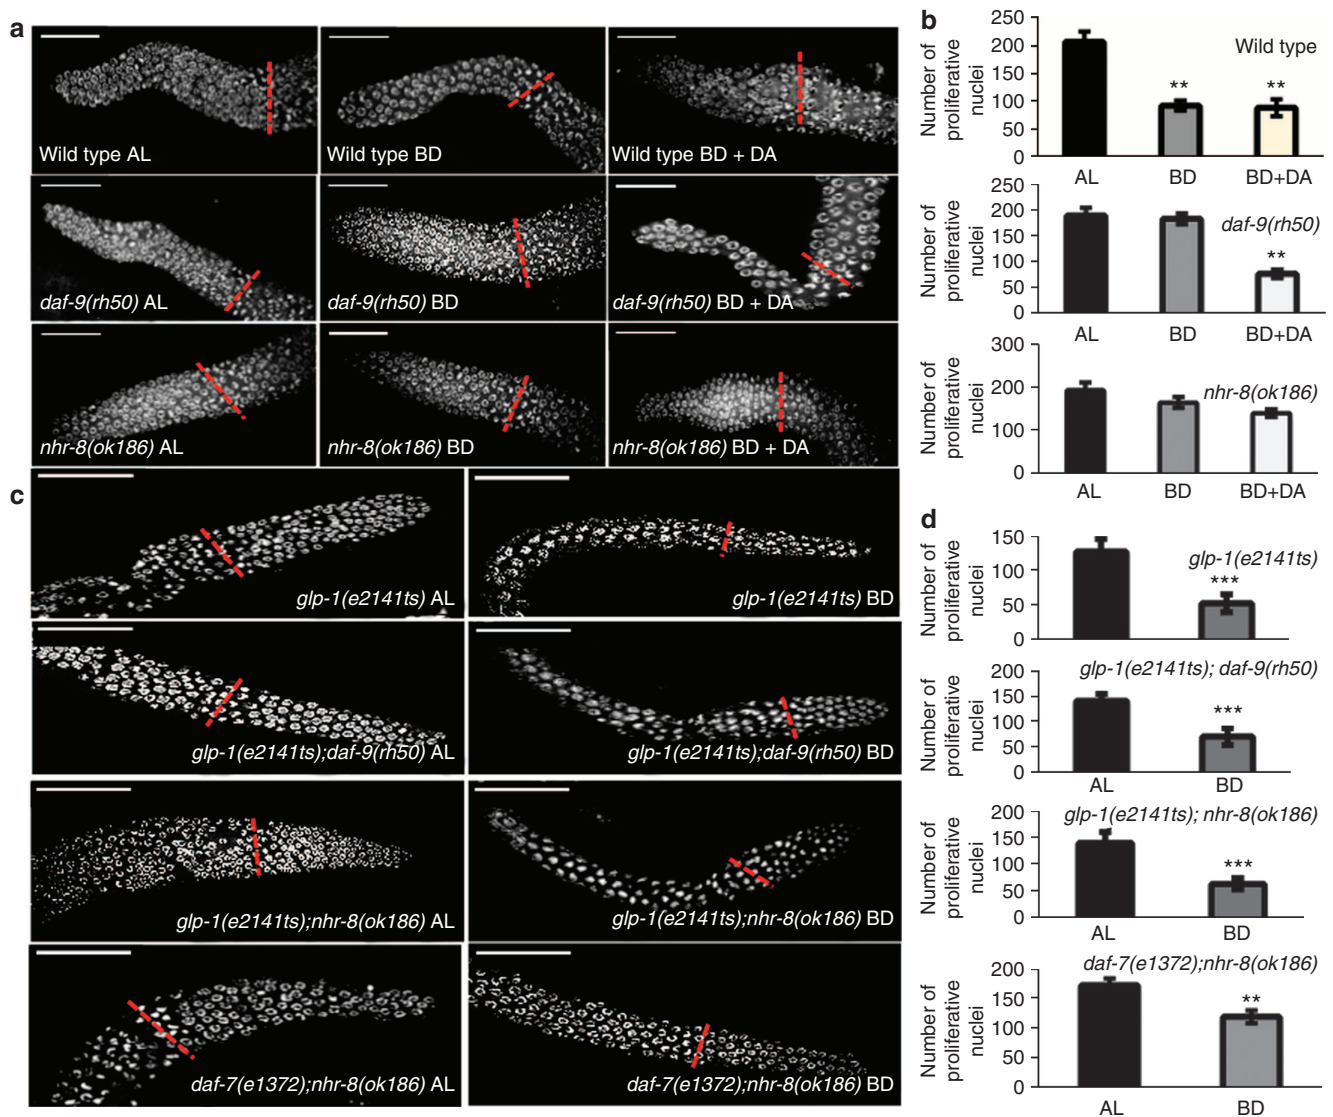 a
Wild type AL
Wild type BD
Wild type BD + DA
daf-9(rh50) AL
daf-9(rh50) BD
daf-9(rh50) BD + DA
nhr-8(ok186) AL
nhr-8(ok186) BD
nhr-8(ok186) BD + DA
b
Number of
proliferative
nuclei
250
200
150
100
50
0
Wild type
**
**
AL
BD
BD+DA
Number of
proliferative
nuclei
250
200
150
100
50
0
daf-9(rh50)
**
AL
BD
BD+DA
Number of
proliferative
nuclei
300
200
100
0
nhr-8(ok186)
AL
BD
BD+DA
c
glp-1(e2141ts) AL
glp-1(e2141ts) BD
glp-1(e2141ts);daf-9(rh50) AL
glp-1(e2141ts);daf-9(rh50) BD
glp-1(e2141ts);nhr-8(ok186) AL
glp-1(e2141ts);nhr-8(ok186) BD
daf-7(e1372);nhr-8(ok186) AL
daf-7(e1372);nhr-8(ok186) BD
d
Number of
proliferative
nuclei
150
100
50
0
glp-1(e2141ts)
***
Number of
proliferative
nuclei
200
150
100
50
0
glp-1(e2141ts); daf-9(rh50)
***
AL
BD
Number of
proliferative
nuclei
200
150
100
50
0
glp-1(e2141ts); nhr-8(ok186)
***
AL
BD
Number of
proliferative
nuclei
200
150
100
50
0
daf-7(e1372);nhr-8(ok186)
**
AL
BD